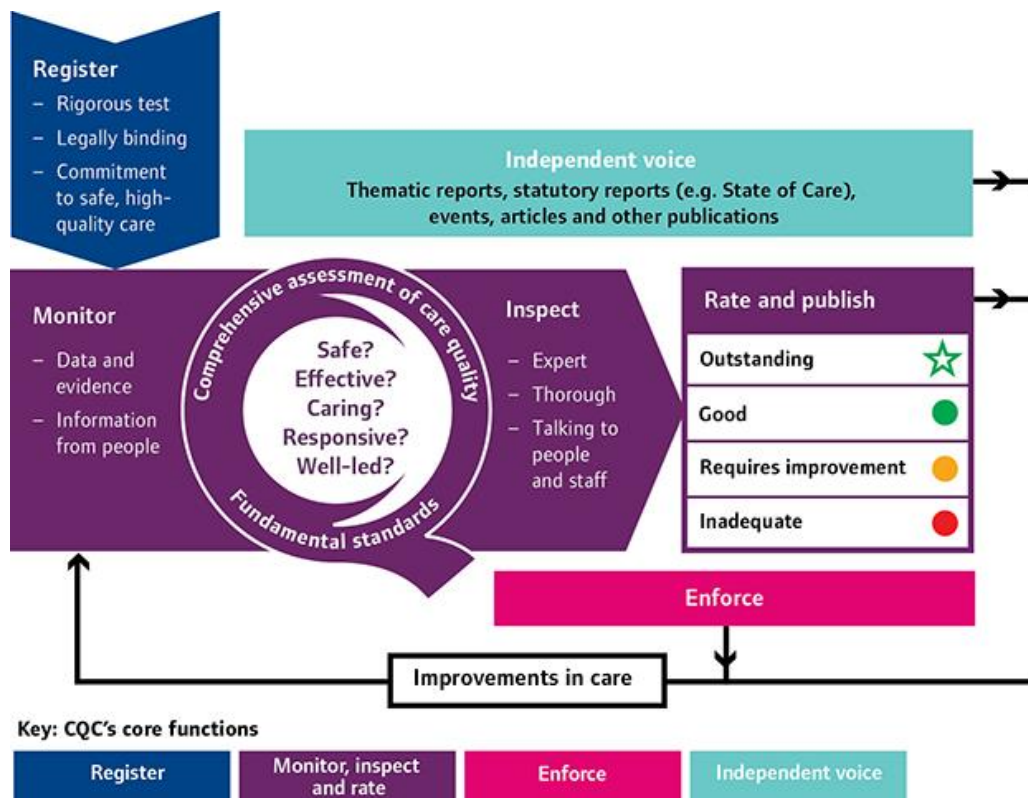 Register
– Rigorous test
– Legally binding
– Commitment
to safe, high-
quality care
Independent voice
Thematic reports, statutory reports (e.g. State of Care),
events, articles and other publications
Monitor
– Data and
evidence
– Information
from people
Comprehensive assessment of care quality
Safe?
Effective?
Caring?
Responsive?
Well-led?
Fundamental standards
Inspect
– Expert
– Thorough
– Talking to
people
and staff
Rate and publish
Outstanding
Good
Requires improvement
Inadequate
Enforce
Improvements in care
Key: CQC's core functions
Register
Monitor, inspect
and rate
Enforce
Independent voice